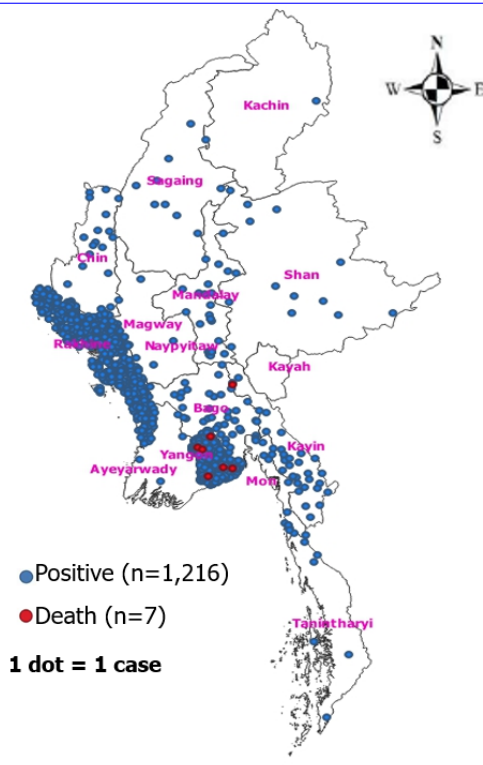 N
W E
S
Kachin
Sagaing
Chin
Shan
Mandalay
Magway
Rakhine
Naypyitaw
Kayah
Bago
Yangon
Kayin
Ayeyarwady
Mon
Positive (n=1,216)
Death (n=7)
Tanintharyi
1 dot = 1 case